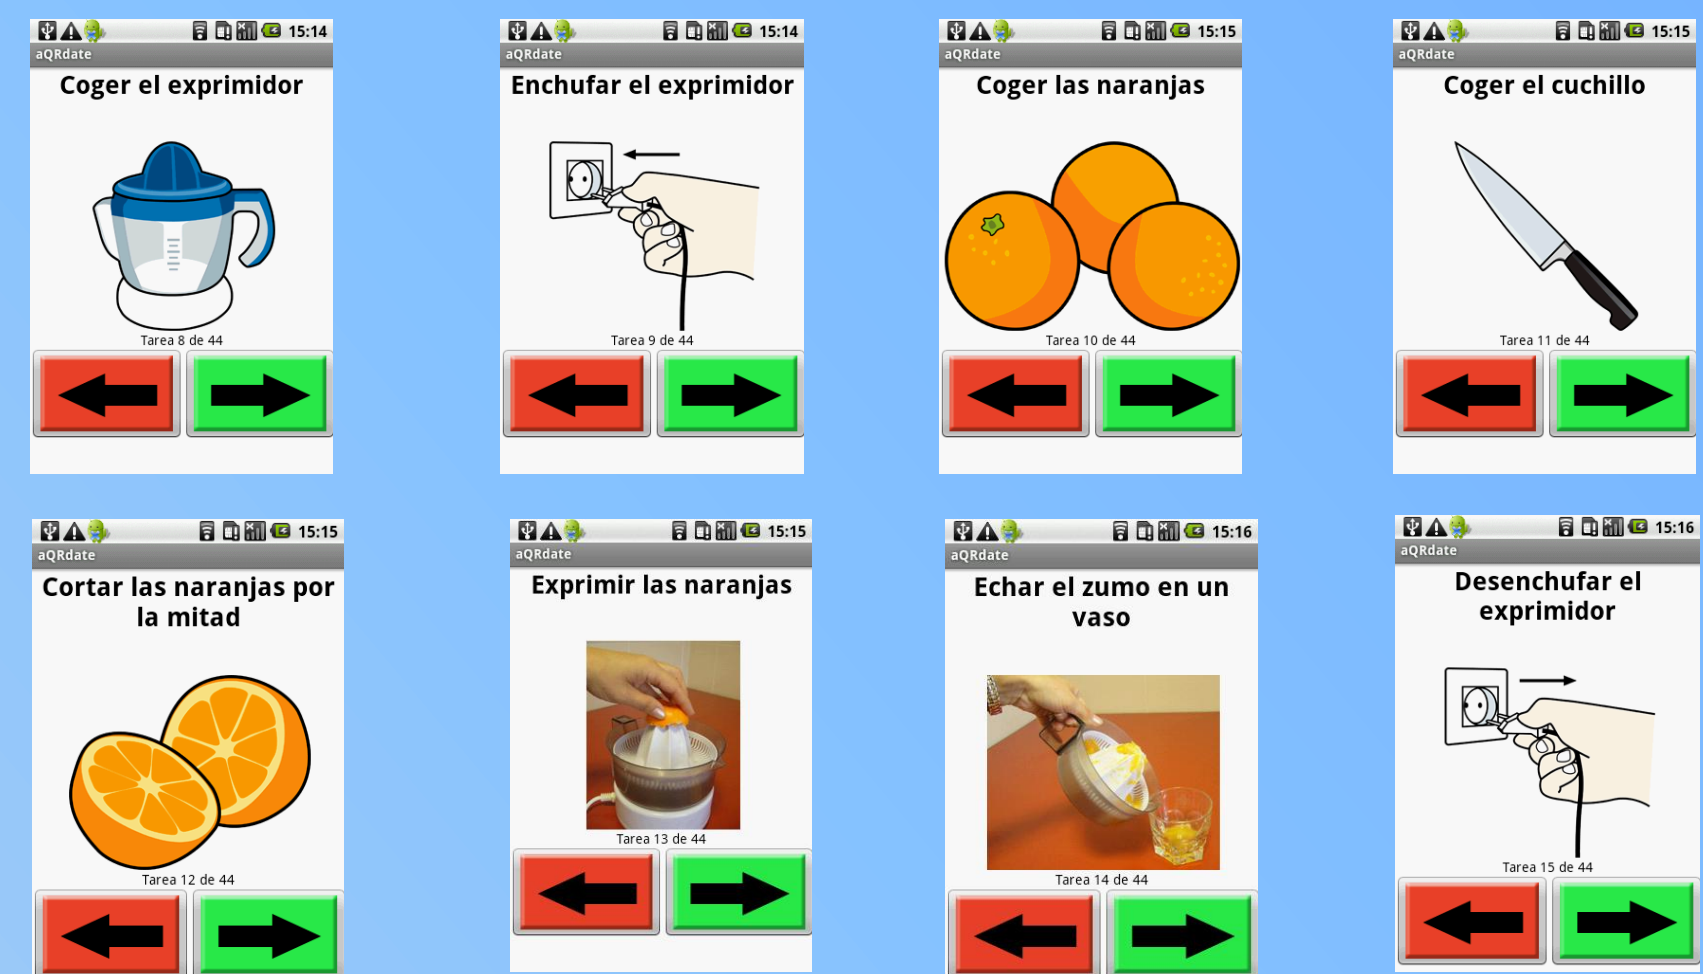 15:14
aQRdate
Coger el exprimidor
Tarea 8 de 44
15:14
aQRdate
Enchufar el exprimidor
Tarea 9 de 44
15:15
aQRdate
Coger las naranjas
Tarea 10 de 44
15:15
aQRdate
Coger el cuchillo
Tarea 11 de 44
15:15
aQRdate
Cortar las naranjas por
la mitad
Tarea 12 de 44
15:15
aQRdate
Exprimir las naranjas
Tarea 13 de 44
15:16
aQRdate
Echar el zumo en un
vaso
Tarea 14 de 44
15:16
aQRdate
Desenchufar el
exprimidor
Tarea 15 de 44